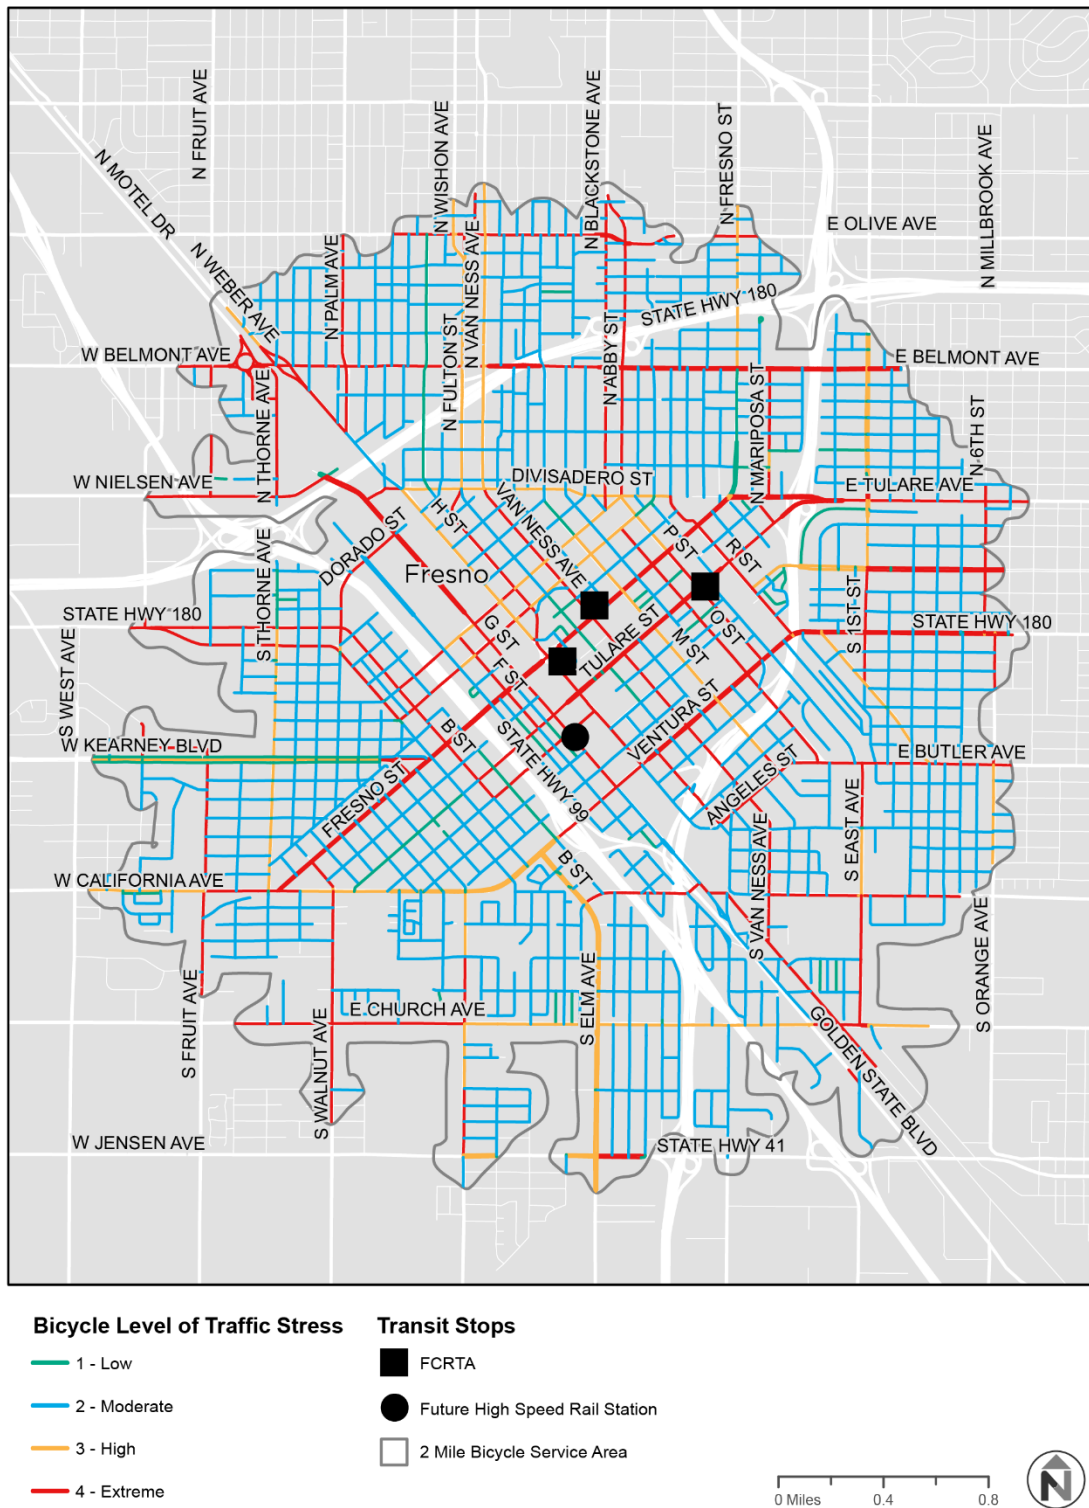 N FRUIT AVE
N WISHON AVE
N BLACKSTONE AVE
N FRESNO ST
N MILLBROOK AVE
N MOTEL DR
E OLIVE AVE
N WEBER AVE
N PALM AVE
N VAN NESS AVE
STATE HWY 180
W BELMONT AVE
N FULTON ST
N ABBY ST
E BELMONT AVE
N THORNE AVE
N MARIPOSA ST
N 6TH ST
W NIELSEN AVE
DIVISADERO ST
E TULARE AVE
H ST
VAN NESS AVE
P ST
R ST
DORADO ST
S THORNE AVE
Fresno
STATE HWY 180
S WEST AVE
G ST
TULARE ST
O ST
M ST
S 1ST ST
STATE HWY 180
F ST
W KEARNEY BLVD
B ST
STATE HWY 99
VENTURA ST
E BUTLER AVE
FRESNO ST
ANGELES ST
S EAST AVE
W CALIFORNIA AVE
B ST
S VAN NESS AVE
S ORANGE AVE
S FRUIT AVE
S WALNUT AVE
E CHURCH AVE
S ELM AVE
GOLDEN STATE BLVD
W JENSEN AVE
STATE HWY 41
Bicycle Level of Traffic Stress
1 - Low
2 - Moderate
3 - High
4 - Extreme
Transit Stops
FCRTA
Future High Speed Rail Station
2 Mile Bicycle Service Area
0 Miles 0.4 0.8
N